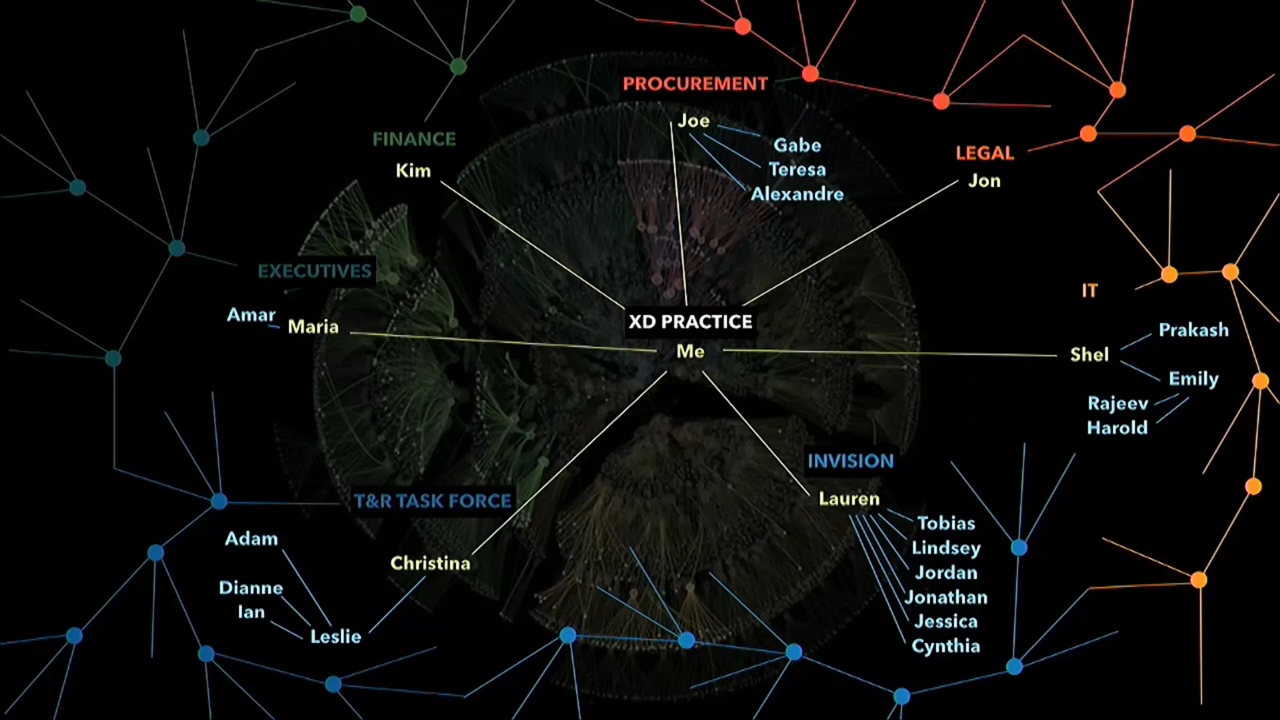 PROCUREMENT
Joe
Gabe
Teresa
Alexandre
FINANCE
Kim
LEGAL
Jon
EXECUTIVES
Amar
Maria
XD PRACTICE
Me
IT
Shel
Prakash
Emily
Rajeev
Harold
INVISION
Lauren
Tobias
Lindsey
Jordan
Jonathan
Jessica
Cynthia
T&R TASK FORCE
Christina
Adam
Dianne
Ian
Leslie